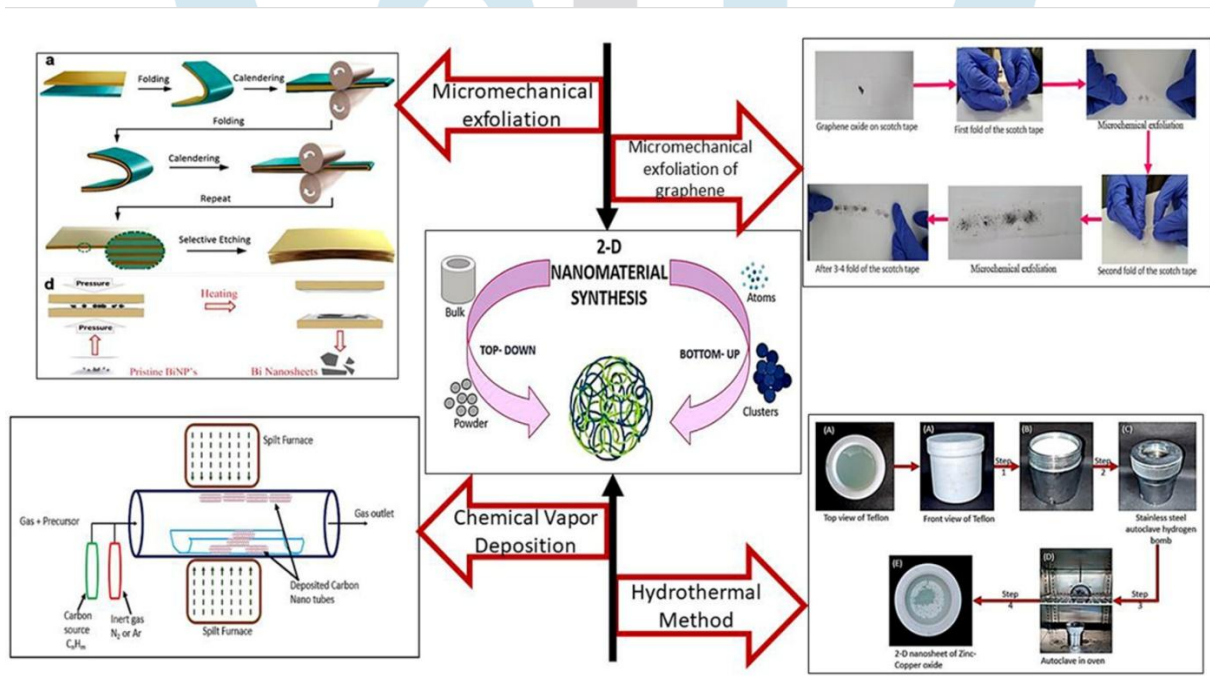 a
Folding
Calendering
Folding
Calendering
Repeat
Selective Etching
d
Pressure
Heating
Pressure
Pristine BiNP's
Bi Nanosheets
Micromechanical
exfoliation
Micromechanical
exfoliation of
graphene
Graphene oxide on scotch tape
First fold of the scotch tape
Microchemical exfoliation
After 3-4 fold of the scotch tape
Microchemical exfoliation
Second fold of the scotch tape
2-D
NANOMATERIAL
SYNTHESIS
Bulk
Atoms
TOP- DOWN
BOTTOM- UP
Powder
Clusters
Spilt Furnace
Gas + Precursor
Gas outlet
Deposited Carbon
Nano tubes
Carbon
source
CnHm
Inert gas
N2 or Ar
Spilt Furnace
Chemical Vapor
Deposition
Hydrothermal
Method
(A)
(A)
(B)
(C)
Step
1
Step
2
Top view of Teflon
Front view of Teflon
Stainless steel
autoclave hydrogen
bomb
(E)
(D)
Step
4
Step
3
2-D nanosheet of Zinc-
Copper oxide
Autoclave in oven